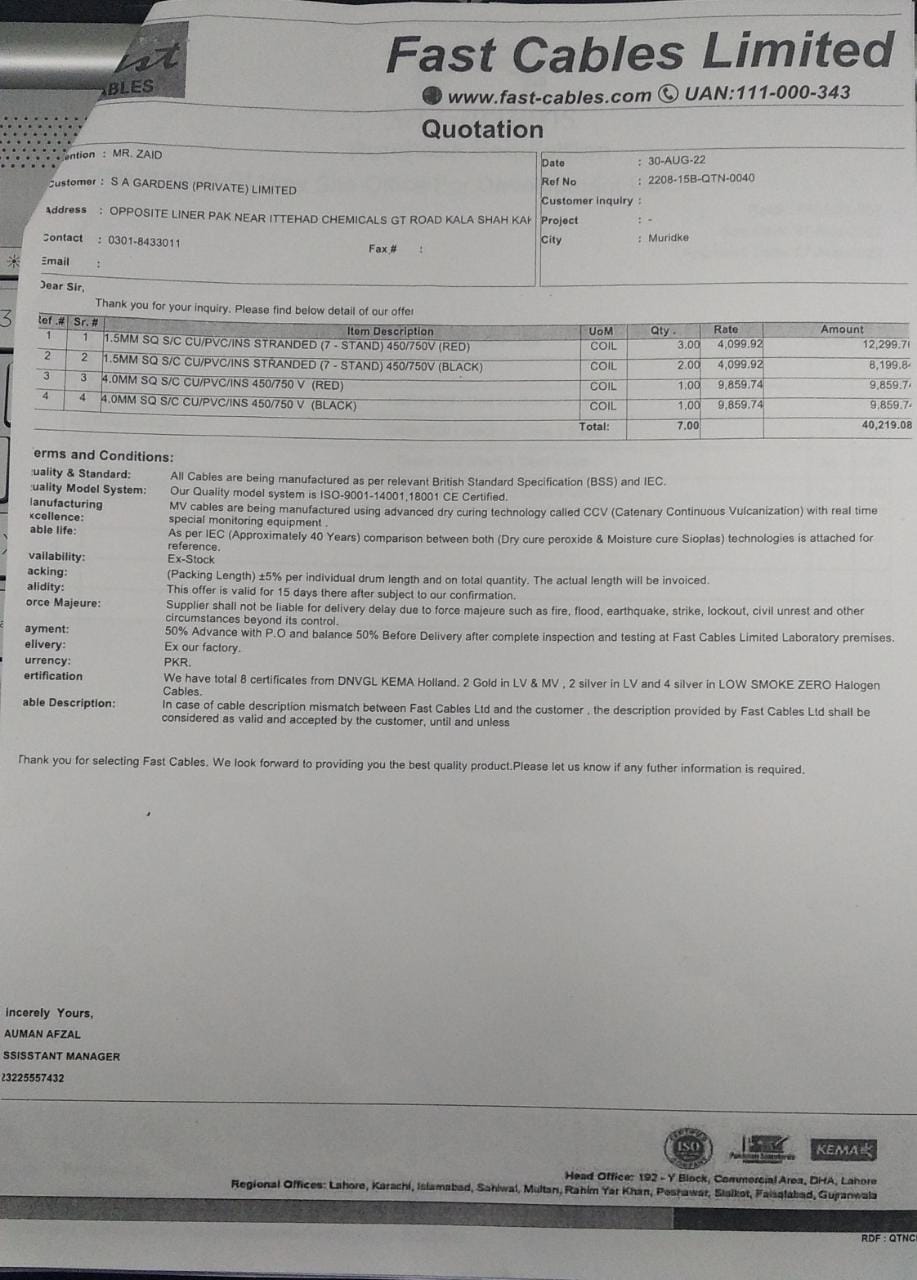 ABLES
Fast Cables Limited
www.fast-cables.com UAN:111-000-343
Quotation
ention : MR. ZAID
Customer : S A GARDENS (PRIVATE) LIMITED
Address : OPPOSITE LINER PAK NEAR ITTEHAD CHEMICALS GT ROAD KALA SHAH KAK
Contact : 0301-8433011 Fax # :
Email :
Date : 30-AUG-22
Ref No : 2208-15B-QTN-0040
Customer inquiry :
Project : -
City : Muridke
Dear Sir,
Thank you for your inquiry. Please find below detail of our offer
Ref .# Sr. # Item Description UoM Qty . Rate Amount
1 1 1.5MM SQ S/C CU/PVC/INS STRANDED (7 - STAND) 450/750V (RED) COIL 3.00 4,099.92 12,299.7
2 2 1.5MM SQ S/C CU/PVC/INS STRANDED (7 - STAND) 450/750V (BLACK) COIL 2.00 4,099.92 8,199.8
3 3 4.0MM SQ S/C CU/PVC/INS 450/750 V (RED) COIL 1.00 9,859.74 9,859.7
4 4 4.0MM SQ S/C CU/PVC/INS 450/750 V (BLACK) COIL 1.00 9,859.74 9,859.7
Total: 7.00 40,219.08
erms and Conditions:
uality & Standard: All Cables are being manufactured as per relevant British Standard Specification (BSS) and IEC.
uality Model System: Our Quality model system is ISO-9001-14001,18001 CE Certified.
lanufacturing xcellence: MV cables are being manufactured using advanced dry curing technology called CCV (Catenary Continuous Vulcanization) with real time
special monitoring equipment .
able life: As per IEC (Approximately 40 Years) comparison between both (Dry cure peroxide & Moisture cure Sioplas) technologies is attached for
reference.
vailability: Ex-Stock
acking: (Packing Length) ±5% per individual drum length and on total quantity. The actual length will be invoiced.
alidity: This offer is valid for 15 days there after subject to our confirmation.
orce Majeure: Supplier shall not be liable for delivery delay due to force majeure such as fire, flood, earthquake, strike, lockout, civil unrest and other
circumstances beyond its control.
ayment: 50% Advance with P.O and balance 50% Before Delivery after complete inspection and testing at Fast Cables Limited Laboratory premises.
elivery: Ex our factory.
urrency: PKR.
ertification We have total 8 certificates from DNVGL KEMA Holland. 2 Gold in LV & MV , 2 silver in LV and 4 silver in LOW SMOKE ZERO Halogen
Cables.
able Description: In case of cable description mismatch between Fast Cables Ltd and the customer , the description provided by Fast Cables Ltd shall be
considered as valid and accepted by the customer, until and unless
Thank you for selecting Fast Cables. We look forward to providing you the best quality product.Please let us know if any futher information is required.
incerely Yours,
AUMAN AFZAL
SSISSTANT MANAGER
23225557432
ISO
KEMA
Head Office: 192 - Y Block, Commercial Area, DHA, Lahore
Regional Offices: Lahore, Karachi, Islamabad, Sahiwal, Multan, Rahim Yar Khan, Peshawar, Sialkot, Faisalabad, Gujranwala
RDF : QTNC